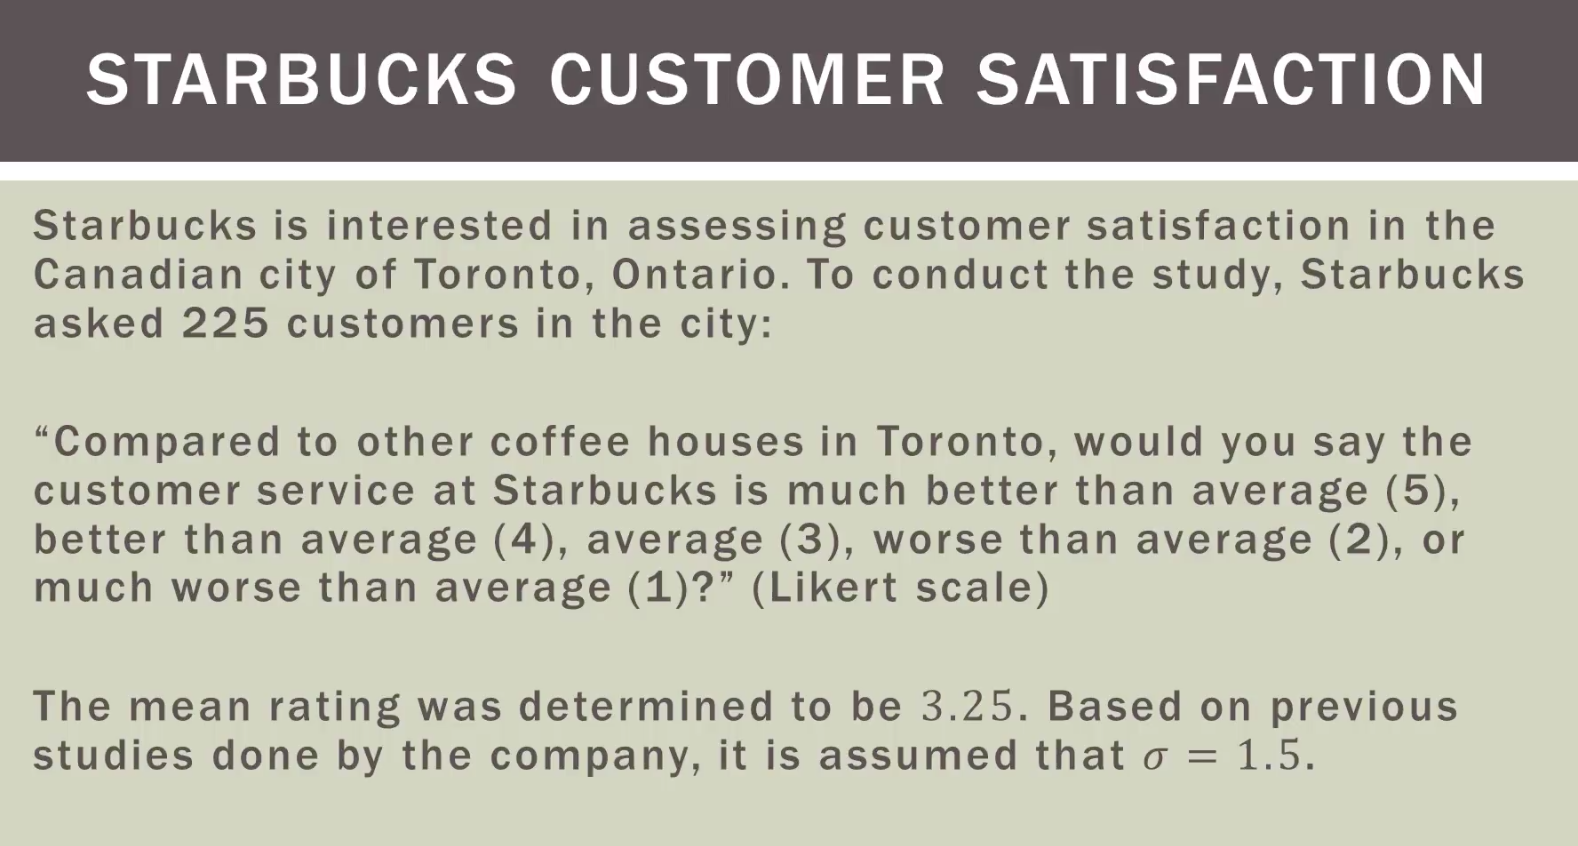 STARBUCKS CUSTOMER SATISFACTION
Starbucks is interested in assessing customer satisfaction in the
Canadian city of Toronto, Ontario. To conduct the study, Starbucks
asked 225 customers in the city:
“Compared to other coffee houses in Toronto, would you say the
customer service at Starbucks is much better than average (5),
better than average (4), average (3), worse than average (2), or
much worse than average (1)?” (Likert scale)
The mean rating was determined to be 3.25. Based on previous
studies done by the company, it is assumed that σ = 1.5.